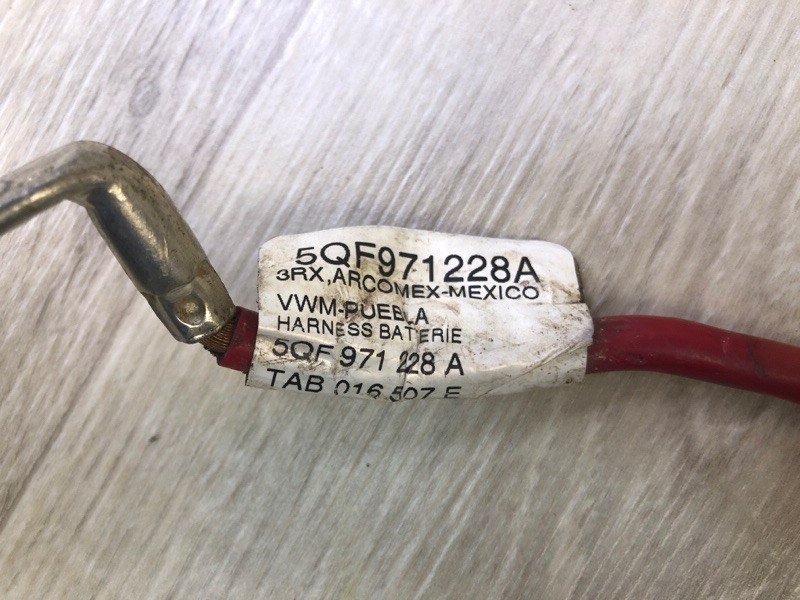 5QF971228A
3RX,ARCOMEX-MEXICO
VWM-PUEBLA
HARNESS BATERIE
5QF 971 228 A
TAB 016 507 E